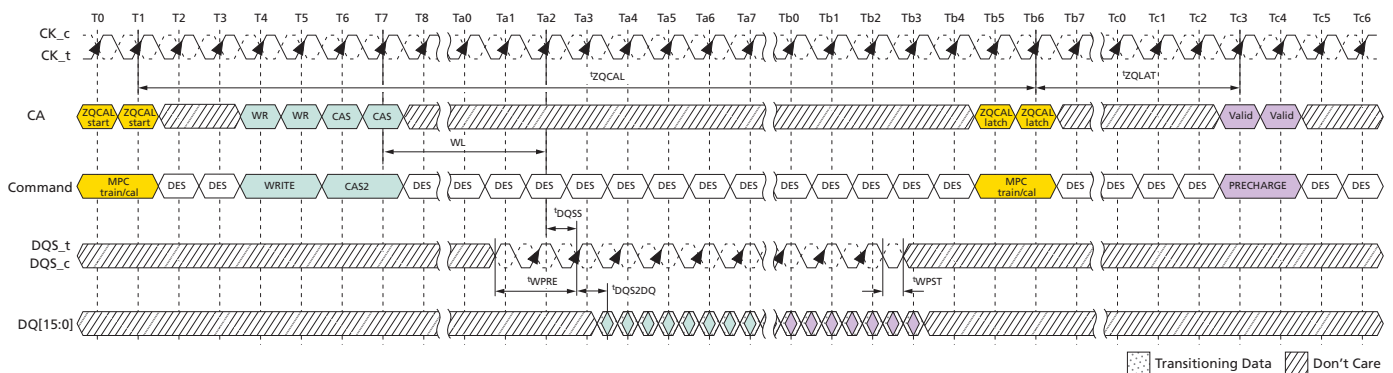 T0 T1 T2 T3 T4 T5 T6 T7 T8 Ta0 Ta1 Ta2 Ta3 Ta4 Ta5 Ta6 Ta7 Tb0 Tb1 Tb2 Tb3 Tb4 Tb5 Tb6 Tb7 Tc0 Tc1 Tc2 Tc3 Tc4 Tc5 Tc6
CK_c
CK_t
tZQCAL tZQLAT
CA ZQCAL start ZQCAL start WR WR CAS CAS ZQCAL latch ZQCAL latch Valid Valid
WL
Command MPC train/cal DES DES WRITE CAS2 DES DES DES DES DES DES DES DES DES DES DES DES DES DES MPC train/cal DES DES DES DES PRECHARGE DES DES
tDQSS
DQS_t
DQS_c
tWPRE tDQS2DQ tWPST
DQ[15:0]
Transitioning Data Don't Care